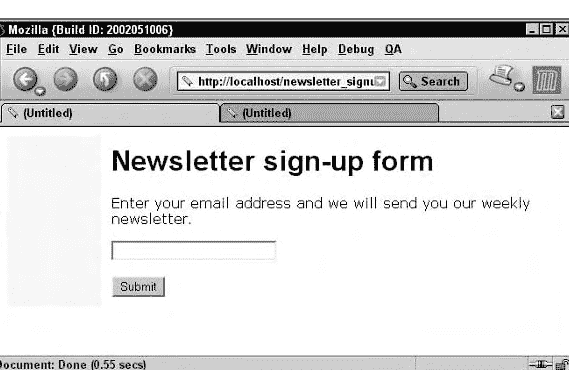 Mozilla {Build ID: 2002051006}
File Edit View Go Bookmarks Tools Window Help Debug QA
http://localhost/newsletter_signu Search
(Untitled) (Untitled)
Newsletter sign-up form
Enter your email address and we will send you our weekly
newsletter.
Submit
Document: Done (0.55 secs)